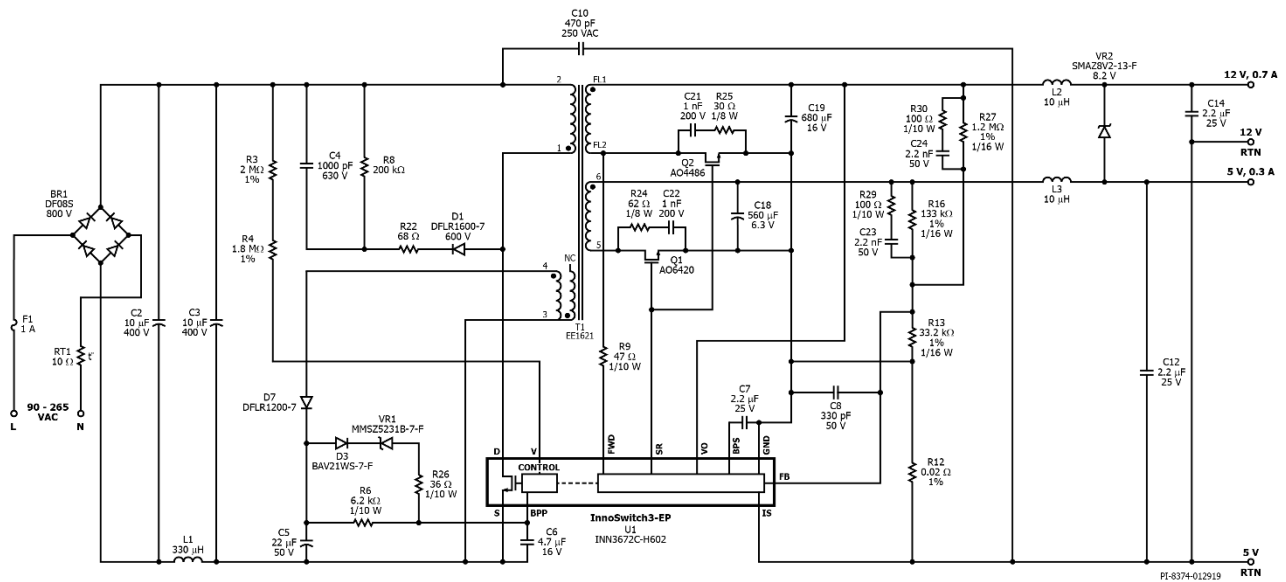 C10
470 pF
250 VAC
VR2
SMAZ8V2-13-F
8.2 V
12 V, 0.7 A
2
FL1
L2
10 μH
C21
1 nF
200 V
R25
30 Ω
1/8 W
C19
680 μF
16 V
R30
100 Ω
1/10 W
R27
1.2 MΩ
1%
1/16 W
C14
2.2 μF
25 V
C24
2.2 nF
50 V
12 V
RTN
1
FL2
Q2
AO4486
R3
2 MΩ
1%
C4
1000 pF
630 V
R8
200 kΩ
6
5 V, 0.3 A
L3
10 μH
BR1
DF08S
800 V
R24
62 Ω
1/8 W
C22
1 nF
200 V
C18
560 μF
6.3 V
R29
100 Ω
1/10 W
R16
133 kΩ
1%
1/16 W
C23
2.2 nF
50 V
R4
1.8 MΩ
1%
R22
68 Ω
D1
DFLR1600-7
600 V
5
Q1
AO6420
4
NC
3
T1
EE1621
F1
1 A
C2
10 μF
400 V
C3
10 μF
400 V
RT1
10 Ω
t°
R9
47 Ω
1/10 W
R13
33.2 kΩ
1%
1/16 W
C12
2.2 μF
25 V
90 - 265
VAC
L
N
D7
DFLR1200-7
VR1
MMSZ5231B-7-F
D3
BAV21WS-7-F
C7
2.2 μF
25 V
C8
330 pF
50 V
D
V
FWD
SR
VO
BPS
GND
CONTROL
FB
R26
36 Ω
1/10 W
R6
6.2 kΩ
1/10 W
R12
0.02 Ω
1%
S
BPP
InnoSwitch3-EP
IS
U1
INN3672C-H602
L1
330 μH
C5
22 μF
50 V
C6
4.7 μF
16 V
5 V
RTN
PI-8374-012919